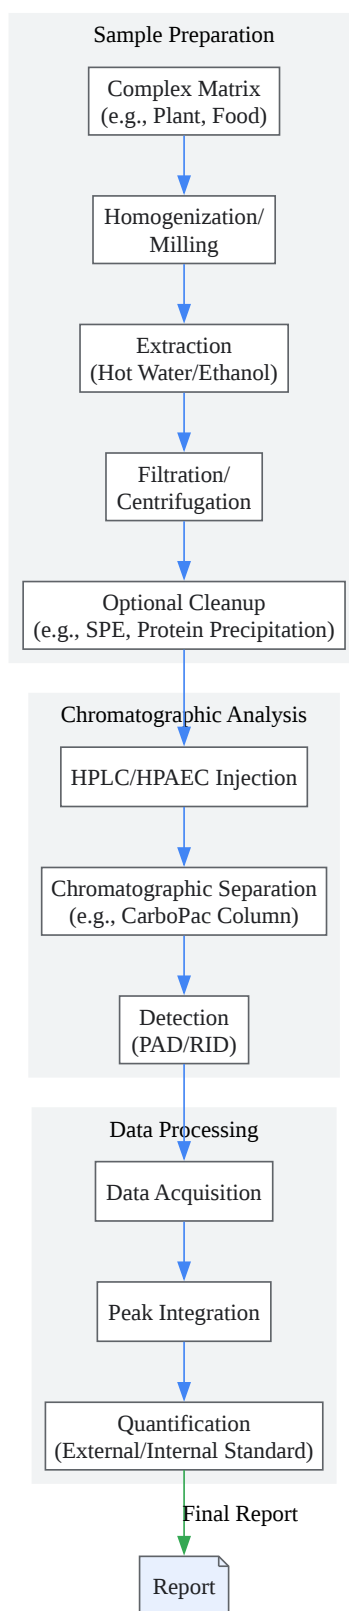 Sample Preparation
Complex Matrix
(e.g., Plant, Food)
Homogenization/
Milling
Extraction
(Hot Water/Ethanol)
Filtration/
Centrifugation
Optional Cleanup
(e.g., SPE, Protein Precipitation)
Chromatographic Analysis
HPLC/HPAEC Injection
Chromatographic Separation
(e.g., CarboPac Column)
Detection
(PAD/RID)
Data Processing
Data Acquisition
Peak Integration
Quantification
(External/Internal Standard)
Final Report
Report